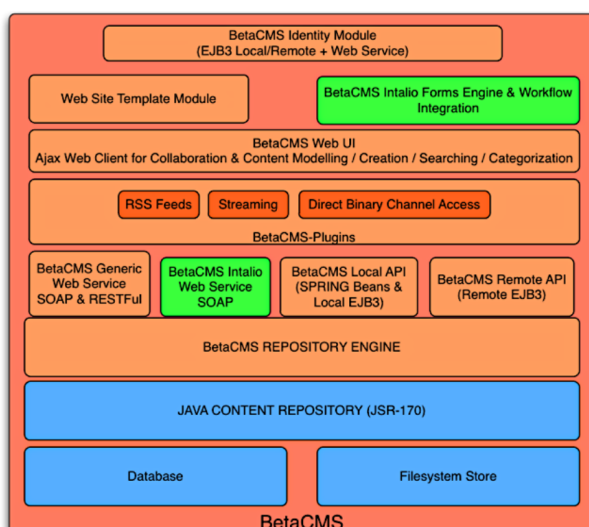 BetaCMS Identity Module
(EJB3 Local/Remote + Web Service)
Web Site Template Module
BetaCMS Intalio Forms Engine & Workflow
Integration
BetaCMS Web UI
Ajax Web Client for Collaboration & Content Modelling / Creation / Searching / Categorization
RSS Feeds
Streaming
Direct Binary Channel Access
BetaCMS-Plugins
BetaCMS Generic
Web Service
SOAP & RESTFul
BetaCMS Intalio
Web Service
SOAP
BetaCMS Local API
(SPRING Beans &
Local EJB3)
BetaCMS Remote API
(Remote EJB3)
BetaCMS REPOSITORY ENGINE
JAVA CONTENT REPOSITORY (JSR-170)
Database
Filesystem Store
BetaCMS